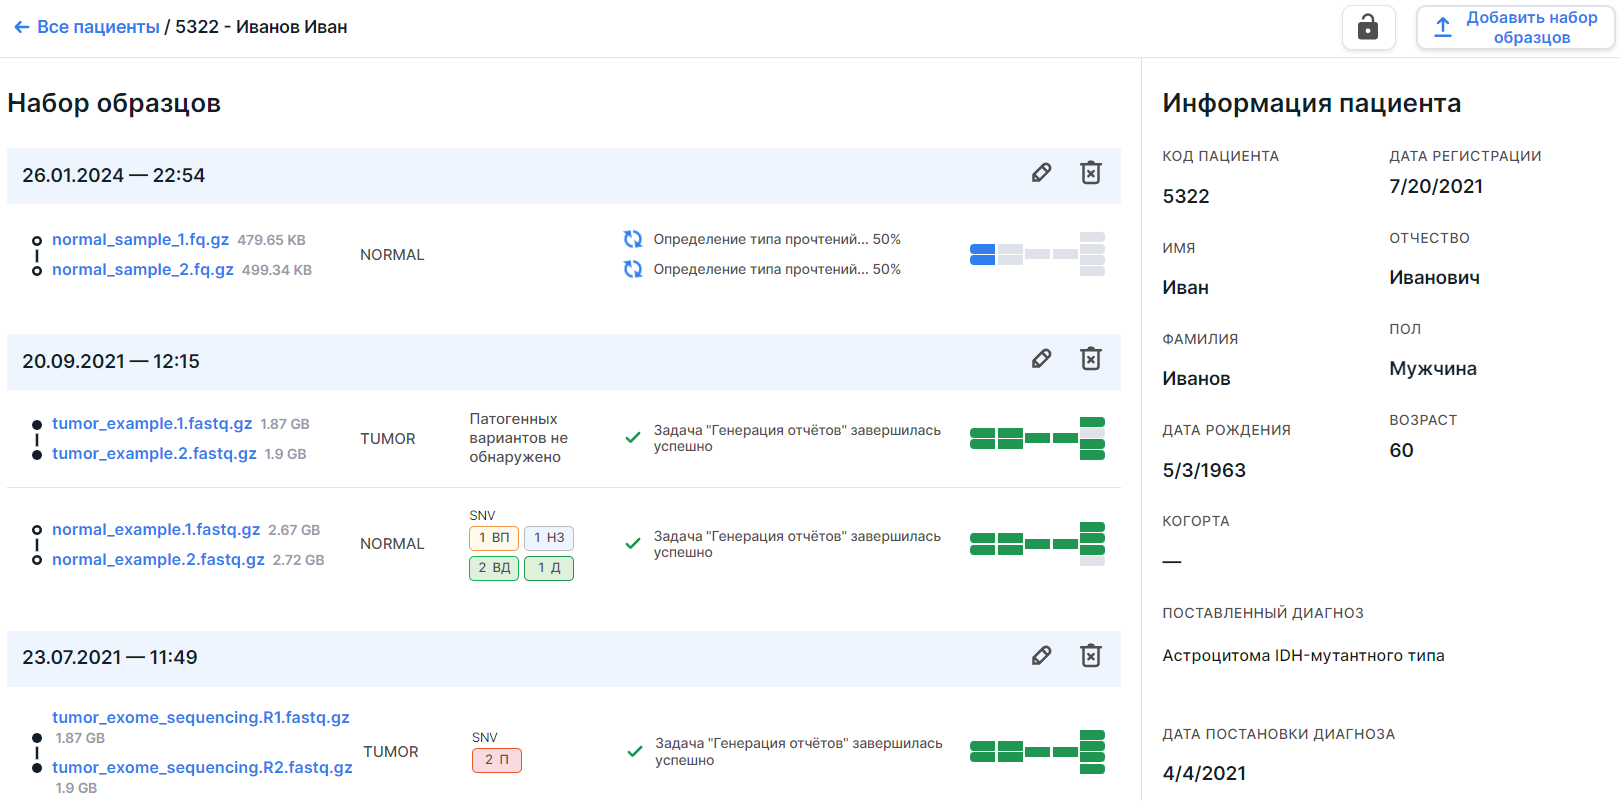 Все пациенты / 5322 - Иванов Иван
Добавить набор
образцов
Набор образцов
26.01.2024 — 22:54
normal_sample_1.fq.gz 479.65 KB
normal_sample_2.fq.gz 499.34 KB
NORMAL
Определение типа прочтений... 50%
Определение типа прочтений... 50%
20.09.2021 — 12:15
tumor_example.1.fastq.gz 1.87 GB
tumor_example.2.fastq.gz 1.9 GB
TUMOR
Патогенных
вариантов не
обнаружено
Задача "Генерация отчётов" завершилась
успешно
normal_example.1.fastq.gz 2.67 GB
normal_example.2.fastq.gz 2.72 GB
NORMAL
SNV
1 ВП 1 НЗ
2 ВД 1 Д
Задача "Генерация отчётов" завершилась
успешно
23.07.2021 — 11:49
tumor_exome_sequencing.R1.fastq.gz
1.87 GB
tumor_exome_sequencing.R2.fastq.gz
1.9 GB
TUMOR
SNV
2 П
Задача "Генерация отчётов" завершилась
успешно
Информация пациента
КОД ПАЦИЕНТА
5322
ДАТА РЕГИСТРАЦИИ
7/20/2021
ИМЯ
Иван
ОТЧЕСТВО
Иванович
ФАМИЛИЯ
Иванов
ПОЛ
Мужчина
ДАТА РОЖДЕНИЯ
5/3/1963
ВОЗРАСТ
60
КОГОРТА
—
ПОСТАВЛЕННЫЙ ДИАГНОЗ
Астроцитома IDH-мутантного типа
ДАТА ПОСТАНОВКИ ДИАГНОЗА
4/4/2021